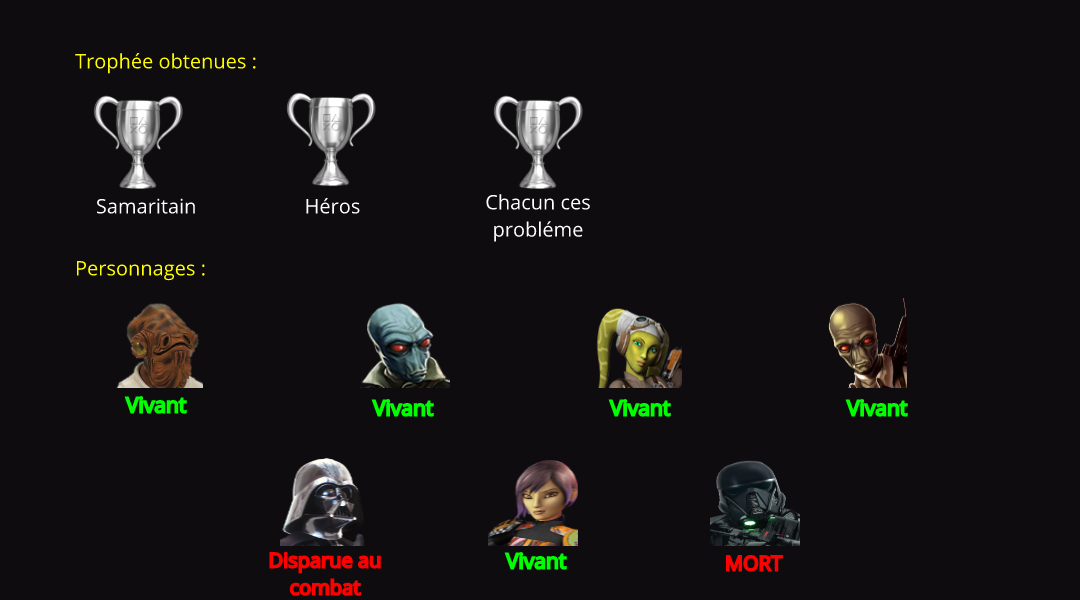 Trophée obtenues :
Samaritain
Héros
Chacun ces
probléme
Personnages :
Vivant
Vivant
Vivant
Vivant
Disparue au
combat
Vivant
MORT